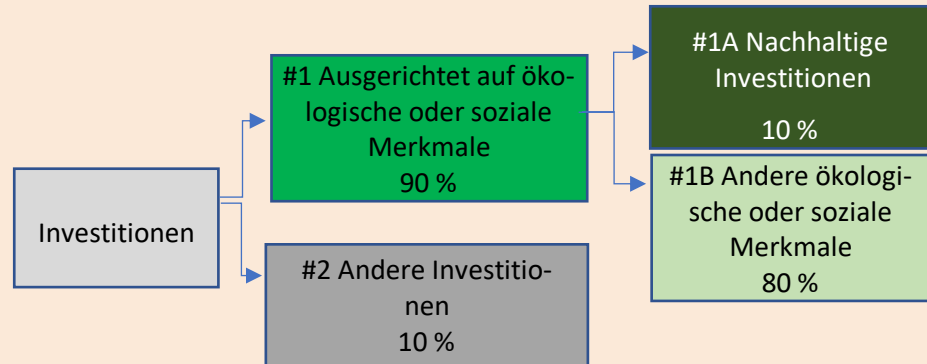 Investitionen
#1 Ausgerichtet auf öko-
logische oder soziale
Merkmale
90 %
#2 Andere Investitio-
nen
10 %
#1A Nachhaltige
Investitionen
10 %
#1B Andere ökologi-
sche oder soziale
Merkmale
80 %